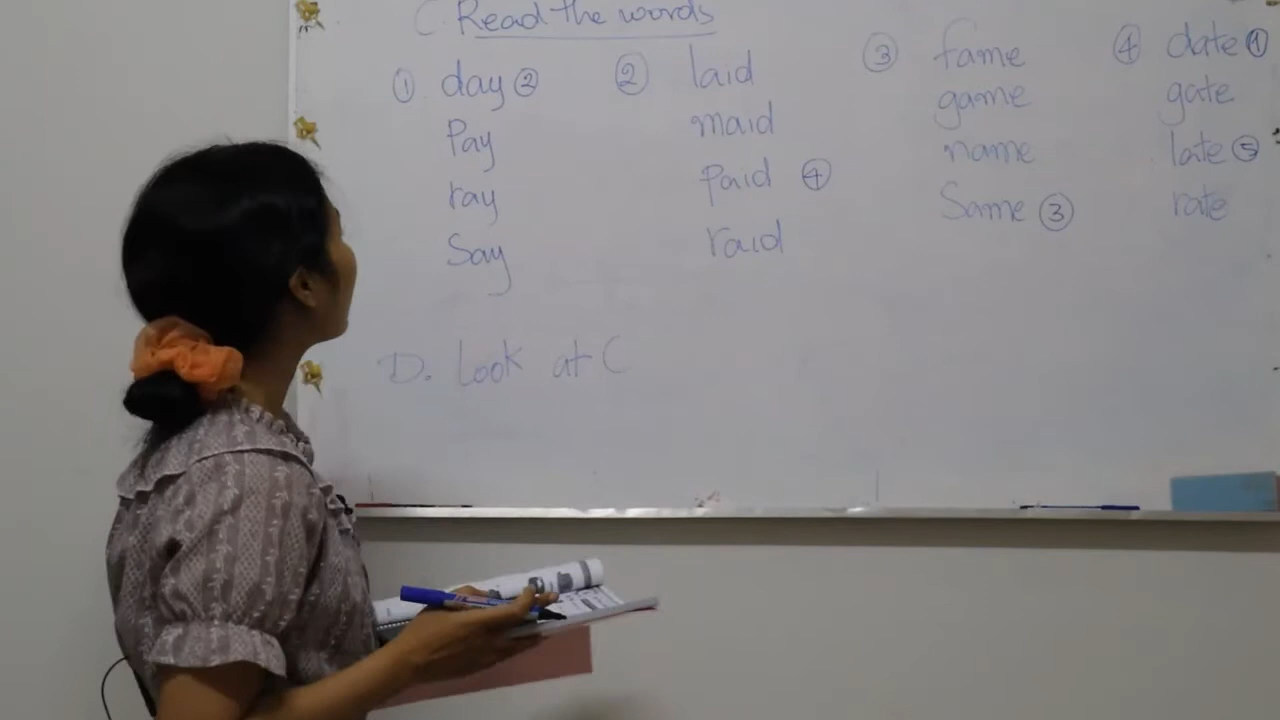 C Read the words
① day ② ② laid ③ fame ④ date ①
Pay maid game gate
ray paid ④ name late ⑤
Say raid Same ③ rate
D. Look at C